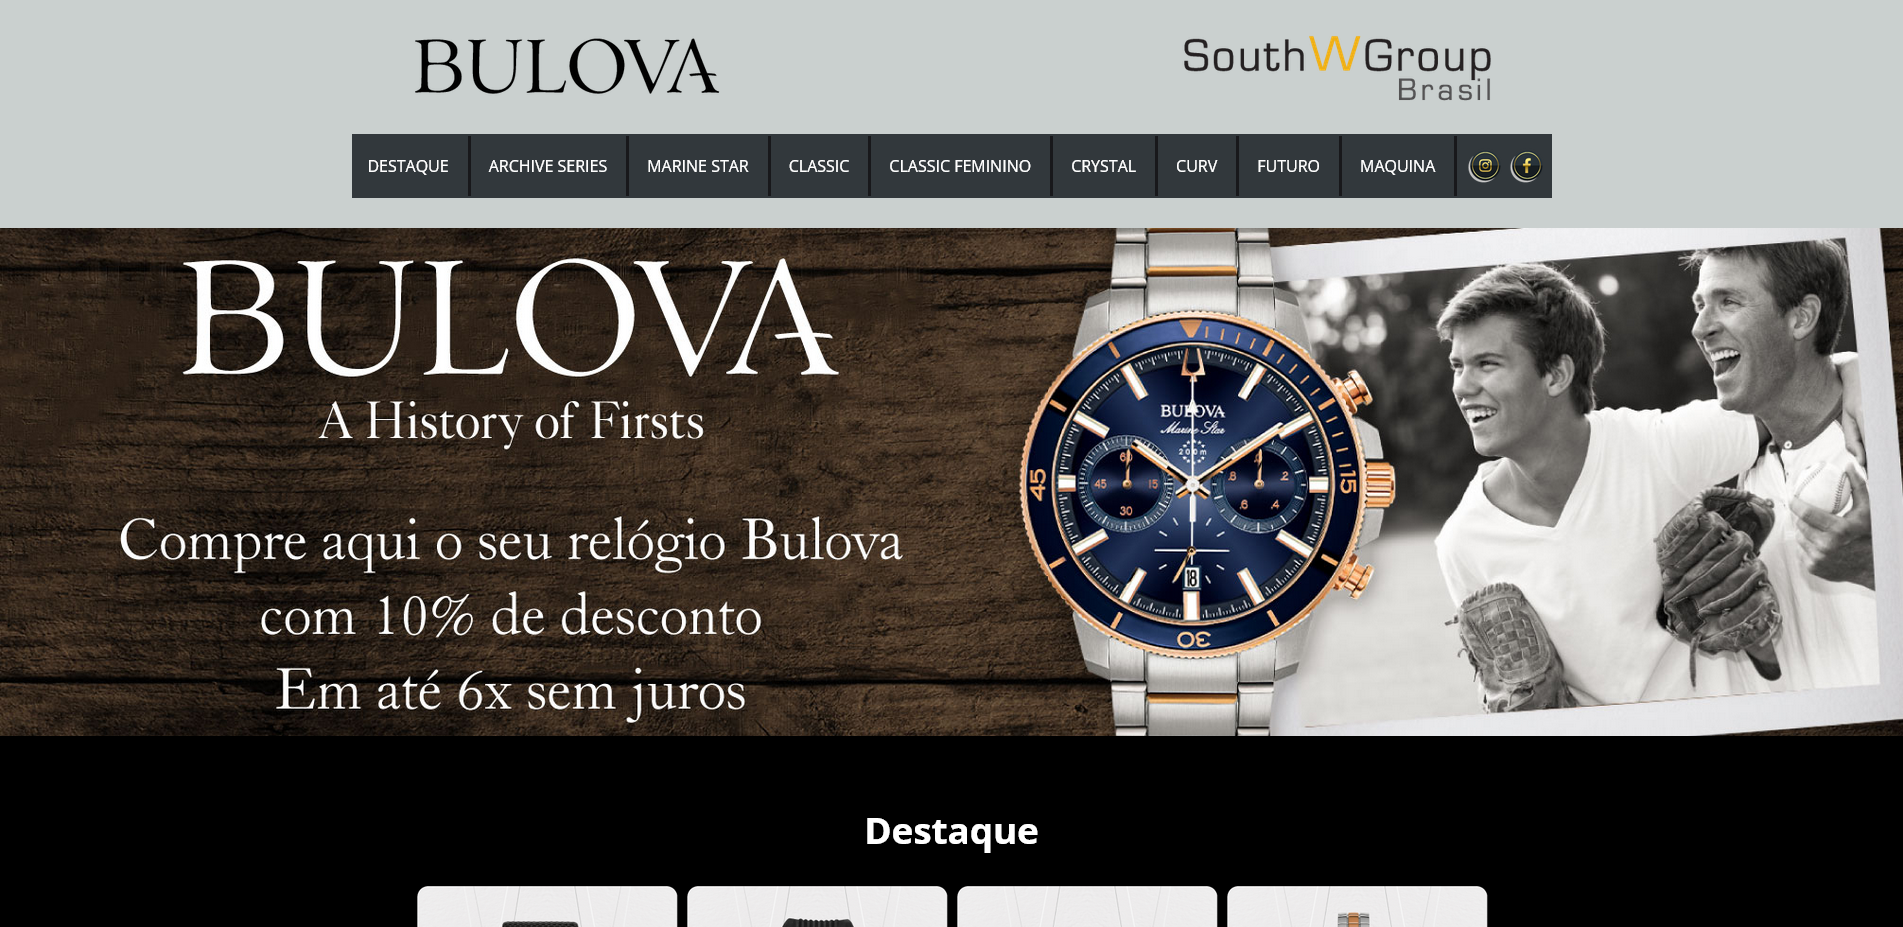 BULOVA
SouthWGroup
Brasil
DESTAQUE
ARCHIVE SERIES
MARINE STAR
CLASSIC
CLASSIC FEMININO
CRYSTAL
CURV
FUTURO
MAQUINA
BULOVA
A History of Firsts
Compre aqui o seu relógio Bulova
com 10% de desconto
Em até 6x sem juros
BULOVA
Marine Star
200m
60
45
15
30
.0
.8
.2
.6
.4
45
15
18
30
Destaque